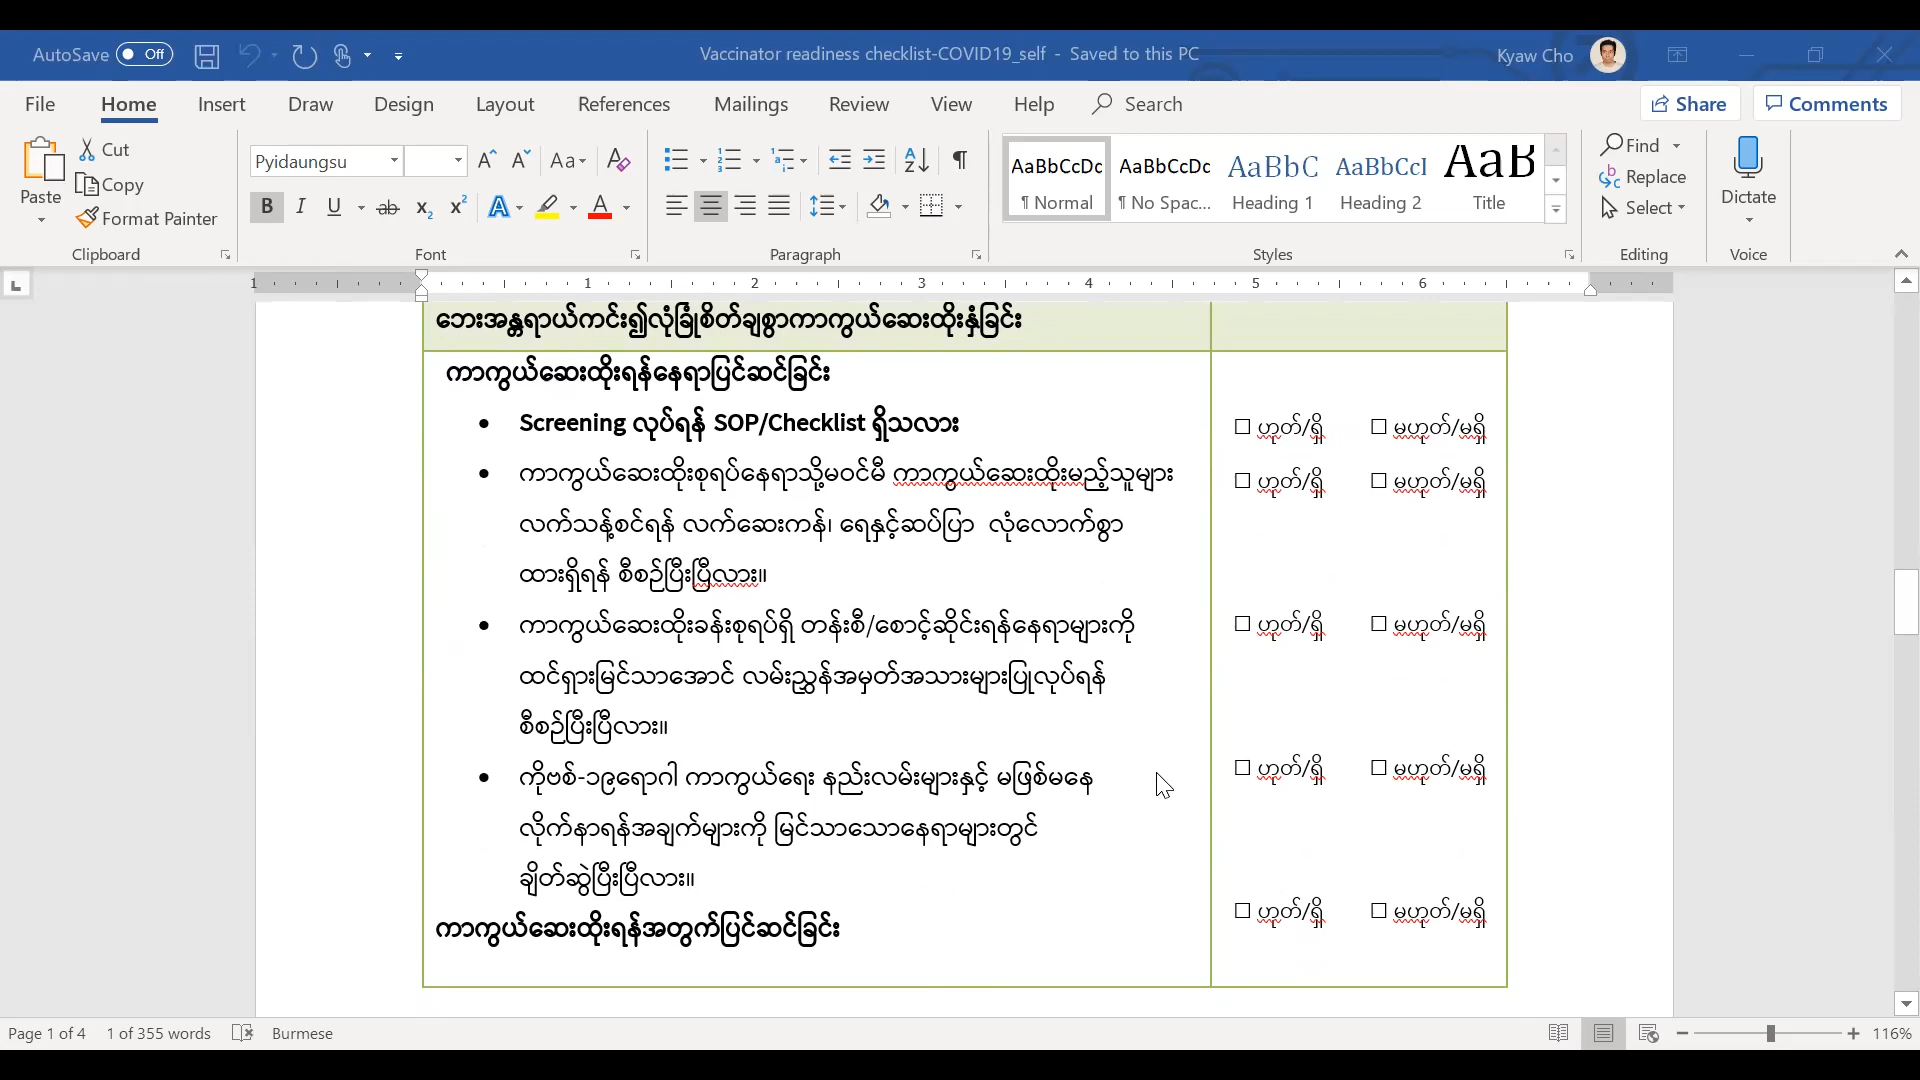 AutoSave Off
Vaccinator readiness checklist-COVID19_self - Saved to this PC
Kyaw Cho
File Home Insert Draw Design Layout References Mailings Review View Help Search Share Comments
Paste Cut Copy Format Painter
Clipboard
Pyidaungsu
Font
Paragraph
AaBbCcDc AaBbCcDc AaBbC AaBbCcI AaB
¶ Normal ¶ No Spac... Heading 1 Heading 2 Title
Styles
Find
Replace
Select
Editing
Dictate
Voice
1 1 2 3 4 5 6
ဘေးအန္တရာယ်ကင်း၍လုံခြုံစိတ်ချစွာကာကွယ်ဆေးထိုးနှံခြင်း
ကာကွယ်ဆေးထိုးရန်နေရာပြင်ဆင်ခြင်း
• Screening လုပ်ရန် SOP/Checklist ရှိသလား
☐ ဟုတ်/ရှိ ☐ မဟုတ်/မရှိ
• ကာကွယ်ဆေးထိုးစုရပ်နေရာသို့မဝင်မီ ကာကွယ်ဆေးထိုးမည့်သူများ
☐ ဟုတ်/ရှိ ☐ မဟုတ်/မရှိ
လက်သန့်စင်ရန် လက်ဆေးကန်၊ ရေနှင့်ဆပ်ပြာ လုံလောက်စွာ
ထားရှိရန် စီစဉ်ပြီးပြီလား။
• ကာကွယ်ဆေးထိုးခန်းစုရပ်ရှိ တန်းစီ/စောင့်ဆိုင်းရန်နေရာများကို
☐ ဟုတ်/ရှိ ☐ မဟုတ်/မရှိ
ထင်ရှားမြင်သာအောင် လမ်းညွှန်အမှတ်အသားများပြုလုပ်ရန်
စီစဉ်ပြီးပြီလား။
• ကိုဗစ်-၁၉ရောဂါ ကာကွယ်ရေး နည်းလမ်းများနှင့် မဖြစ်မနေ
☐ ဟုတ်/ရှိ ☐ မဟုတ်/မရှိ
လိုက်နာရန်အချက်များကို မြင်သာသောနေရာများတွင်
ချိတ်ဆွဲပြီးပြီလား။
ကာကွယ်ဆေးထိုးရန်အတွက်ပြင်ဆင်ခြင်း
☐ ဟုတ်/ရှိ ☐ မဟုတ်/မရှိ
Page 1 of 4 1 of 355 words Burmese 116%